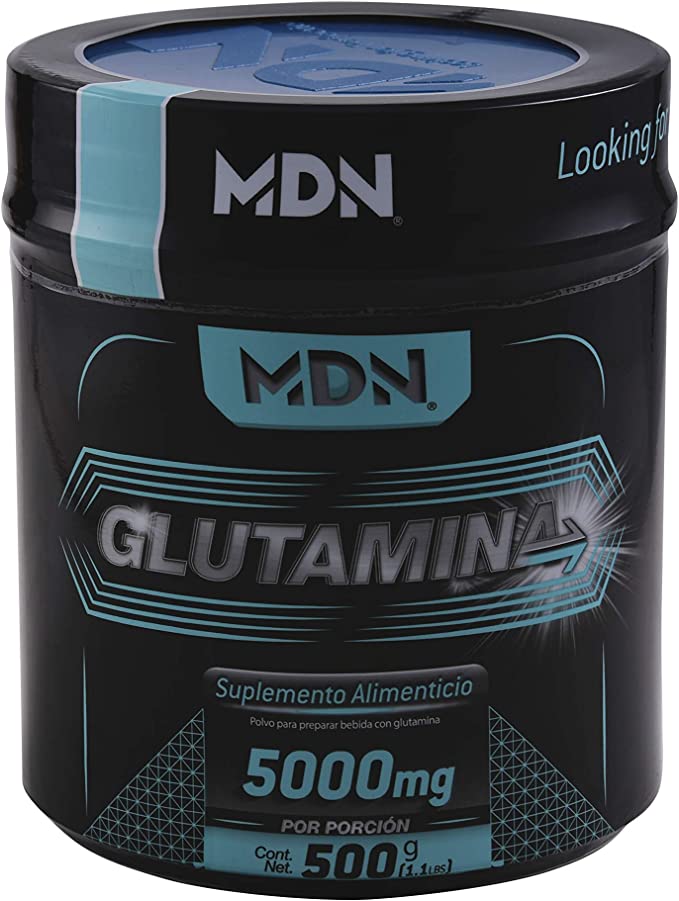 MDN®
Looking for
MDN®
GLUTAMINA
Suplemento Alimenticio
Polvo para preparar bebida con glutamina
5000mg
POR PORCIÓN
Cont. Net. 500g (1.1LBS)